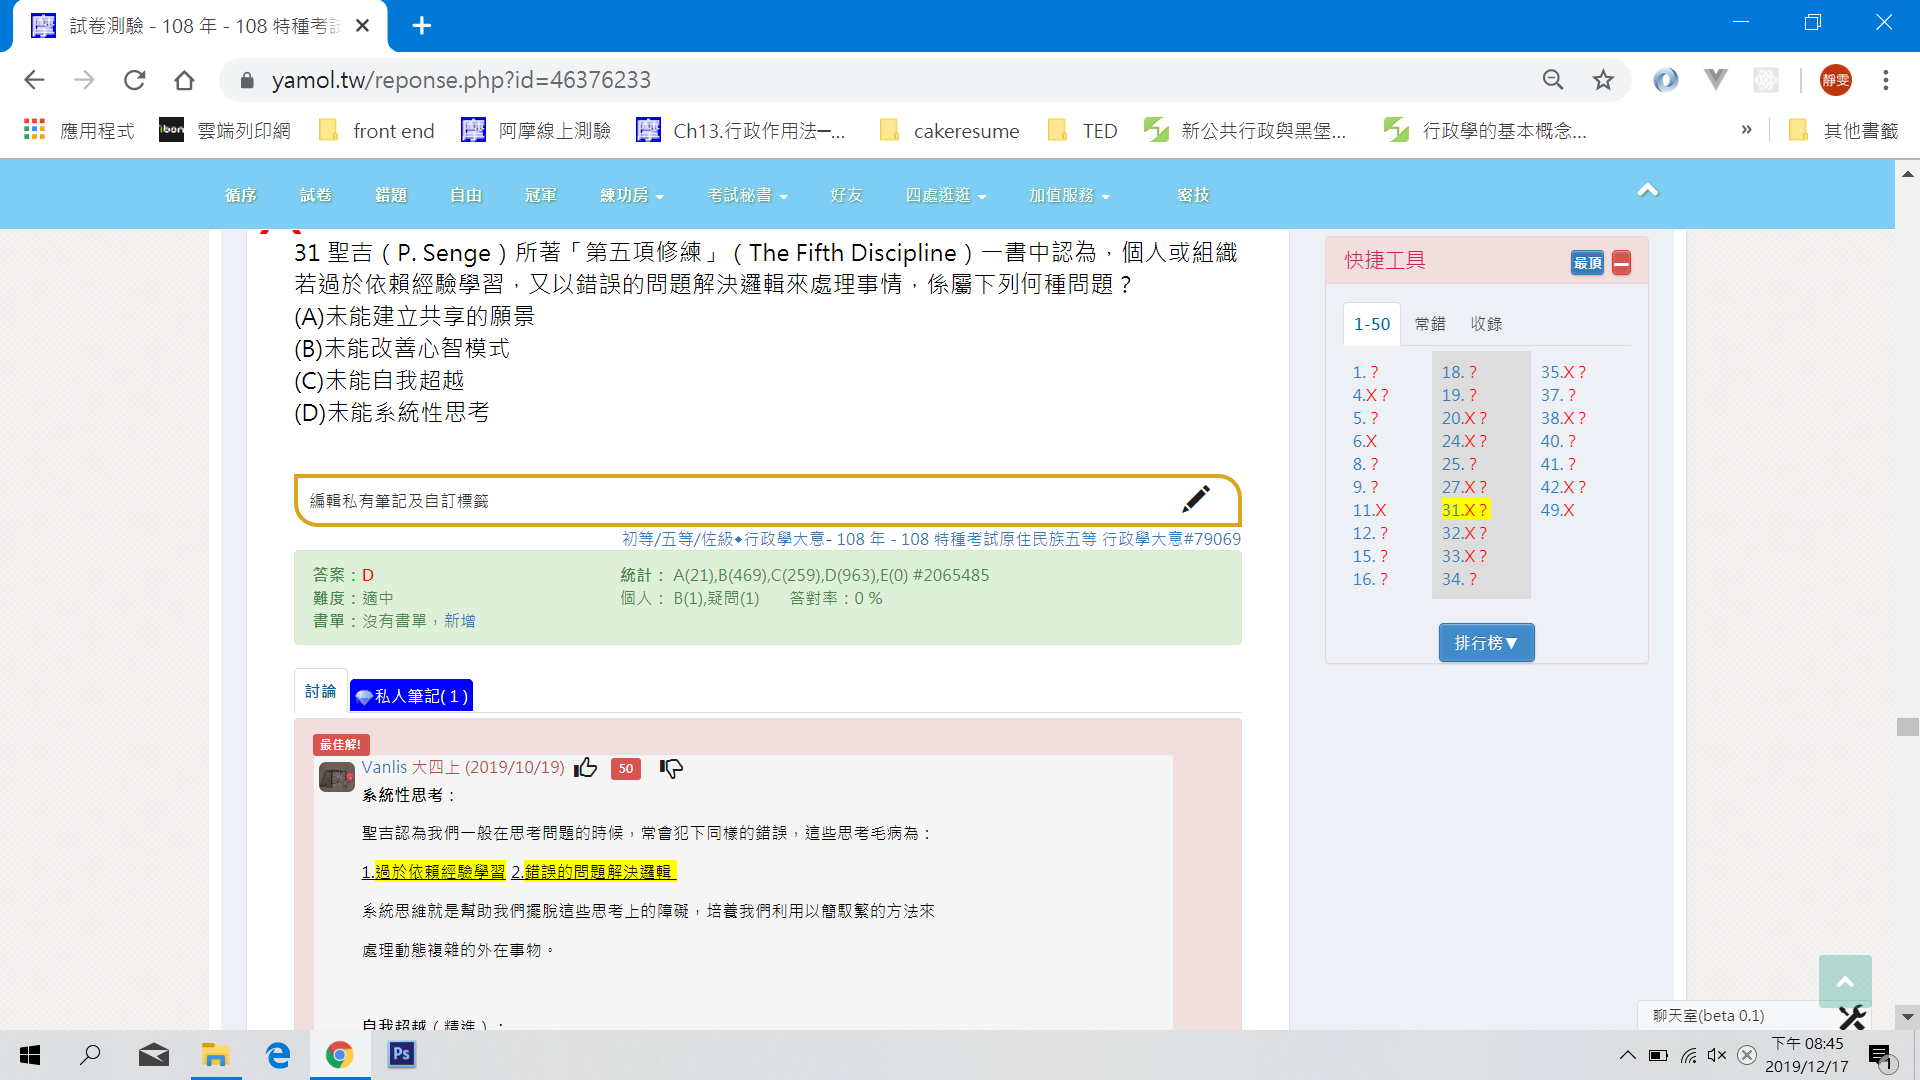 試卷測驗 - 108 年 - 108 特種考試
yamol.tw/reponse.php?id=46376233
靜雯
應用程式
ibon
雲端列印網
front end
阿摩線上測驗
Ch13.行政作用法─...
cakeresume
TED
新公共行政與黑堡...
行政學的基本概念...
»
其他書籤
循序
試卷
錯題
自由
冠軍
練功房
考試秘書
好友
四處逛逛
加值服務
密技
31 聖吉（P. Senge）所著「第五項修練」（The Fifth Discipline）一書中認為，個人或組織
若過於依賴經驗學習，又以錯誤的問題解決邏輯來處理事情，係屬下列何種問題？
(A)未能建立共享的願景
(B)未能改善心智模式
(C)未能自我超越
(D)未能系統性思考
編輯私有筆記及自訂標籤
初等/五等/佐級◆行政學大意- 108 年 - 108 特種考試原住民族五等 行政學大意#79069
答案：D
統計： A(21),B(469),C(259),D(963),E(0) #2065485
難度：適中
個人： B(1),疑問(1) 答對率：0 %
書單：沒有書單，新增
討論
私人筆記( 1 )
最佳解!
Vanlis 大四上 (2019/10/19) 50
系統性思考：
聖吉認為我們一般在思考問題的時候，常會犯下同樣的錯誤，這些思考毛病為：
1.過於依賴經驗學習 2.錯誤的問題解決邏輯
系統思維就是幫助我們擺脫這些思考上的障礙，培養我們利用以簡馭繁的方法來
處理動態複雜的外在事物。
自我超越（精進）：
快捷工具
最頂
1-50
常錯
收錄
1. ?
4.X ?
5. ?
6.X
8. ?
9. ?
11.X
12. ?
15. ?
16. ?
18. ?
19. ?
20.X ?
24.X ?
25. ?
27.X ?
31.X ?
32.X ?
33.X ?
34. ?
35.X ?
37. ?
38.X ?
40. ?
41. ?
42.X ?
49.X
排行榜▼
聊天室(beta 0.1)
Ps
下午 08:45
2019/12/17
1